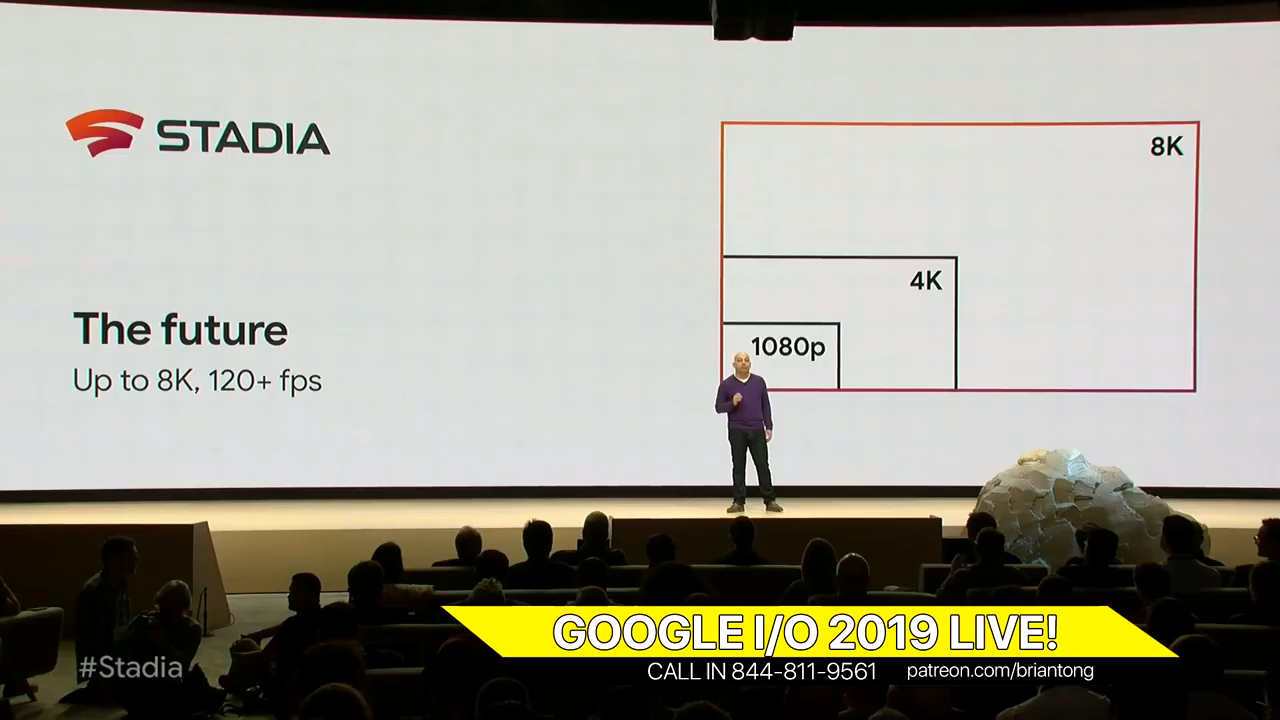 STADIA
The future
Up to 8K, 120+ fps
8K
4K
1080p
#Stadia
GOOGLE I/O 2019 LIVE!
CALL IN 844-811-9561 patreon.com/briantong